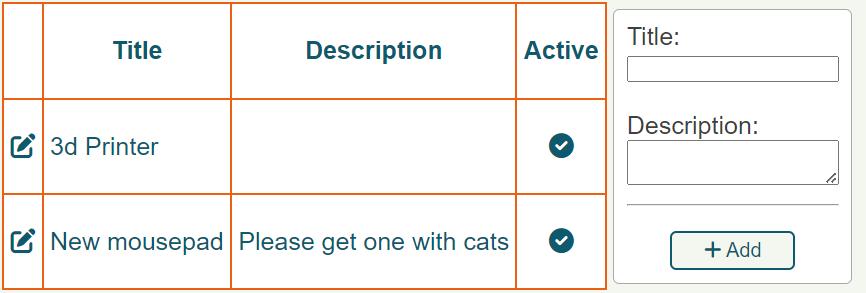 Title Description Active
3d Printer
New mousepad Please get one with cats
Title:
Description:
+ Add